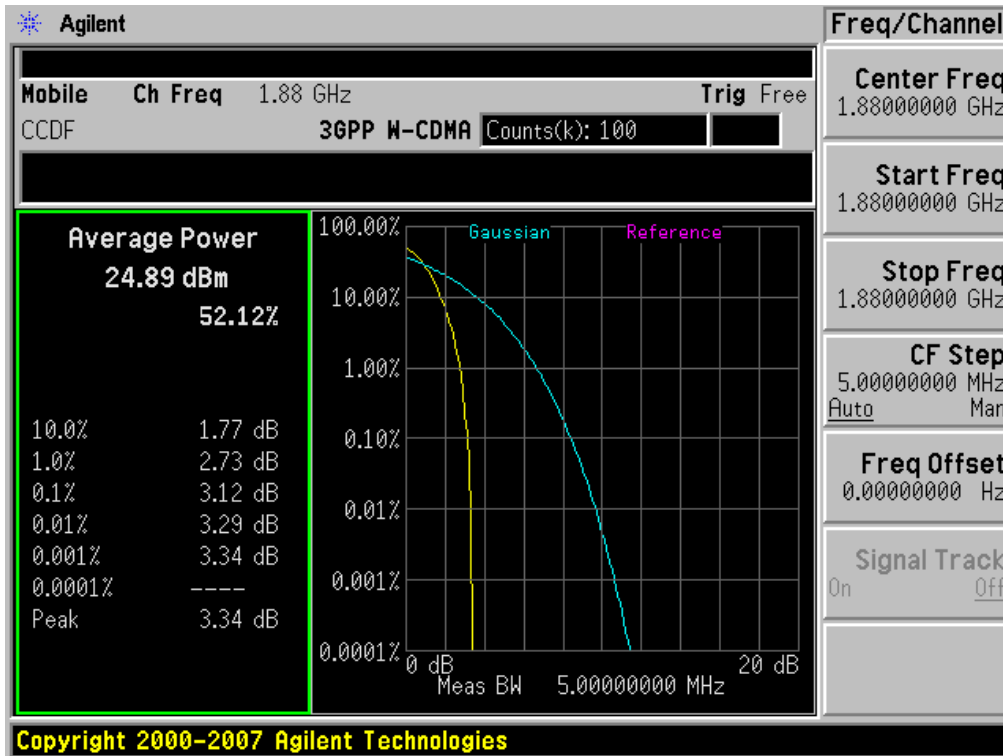 Agilent
Mobile Ch Freq 1.88 GHz Trig Free
CCDF 3GPP W-CDMA Counts(k): 100
Average Power
24.89 dBm
52.12%
10.0% 1.77 dB
1.0% 2.73 dB
0.1% 3.12 dB
0.01% 3.29 dB
0.001% 3.34 dB
0.0001% ----
Peak 3.34 dB
Gaussian Reference
100.00%
10.00%
1.00%
0.10%
0.01%
0.001%
0.0001%
0 dB 20 dB
Meas BW 5.00000000 MHz
Freq/Channel
Center Freq
1.88000000 GHz
Start Freq
1.88000000 GHz
Stop Freq
1.88000000 GHz
CF Step
5.00000000 MHz
Auto Man
Freq Offset
0.00000000 Hz
Signal Track
On Off
Copyright 2000-2007 Agilent Technologies